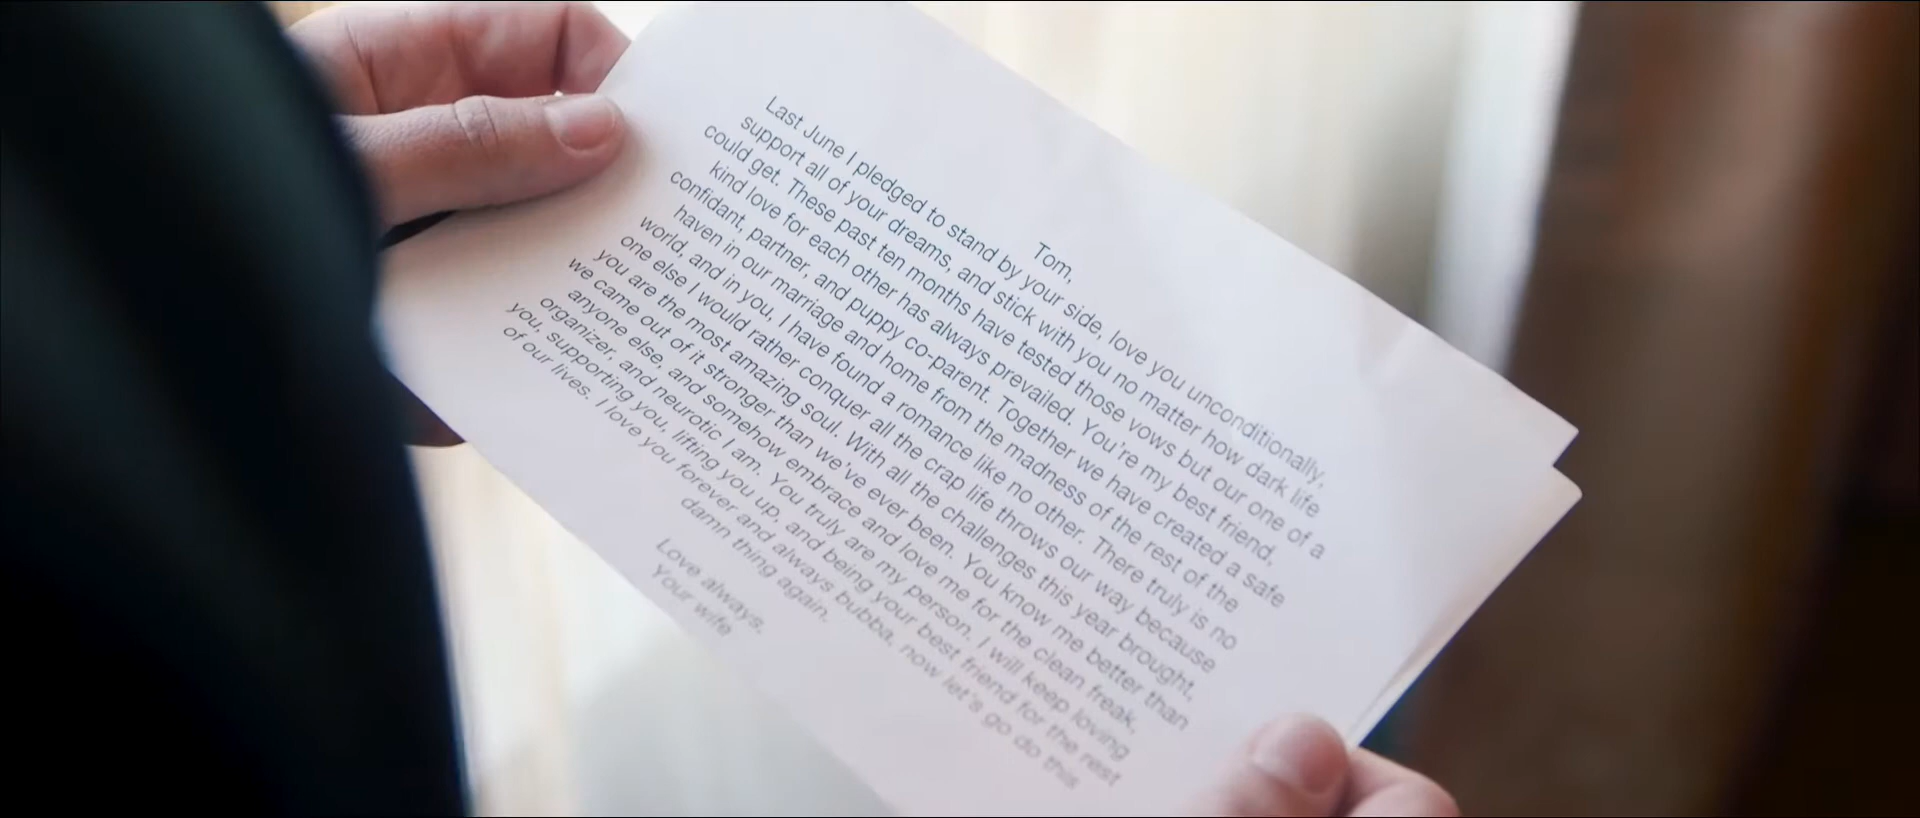 Tom,
Last June I pledged to stand by your side, love you unconditionally,
support all of your dreams, and stick with you no matter how dark life
could get. These past ten months have tested those vows but our one of a
kind love for each other has always prevailed. You're my best friend,
confidant, partner, and puppy co-parent. Together we have created a safe
haven in our marriage and home from the madness of the rest of the
world, and in you, I have found a romance like no other. There truly is no
one else I would rather conquer all the crap life throws our way because
you are the most amazing soul. With all the challenges this year brought,
we came out of it stronger than we've ever been. You know me better than
anyone else, and somehow embrace and love me for the clean freak,
organizer, and neurotic I am. You truly are my person. I will keep loving
you, supporting you, lifting you up, and being your best friend for the rest
of our lives. I love you forever and always bubba, now let's go do this
damn thing again.
Love always,
Your wife